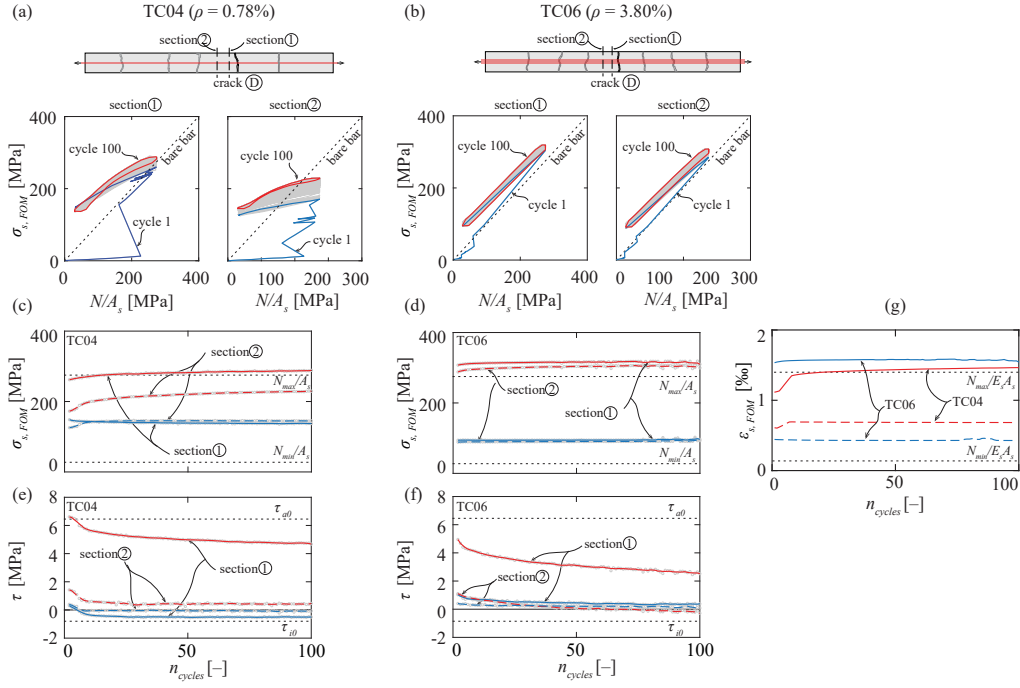 (a) TC04 (ρ = 0.78%)
section② section①
crack Ⓓ
section① section②
400
200
0
σs, FOM [MPa]
cycle 100
bare bar
cycle 1
0 200 400
N/As [MPa]
cycle 100
bare bar
cycle 1
0 100 200 300
N/As [MPa]
(b) TC06 (ρ = 3.80%)
section② section①
crack Ⓓ
section① section②
400
200
0
σs, FOM [MPa]
cycle 100
bare bar
cycle 1
0 200 400
N/As [MPa]
cycle 100
bare bar
cycle 1
0 100 200 300
N/As [MPa]
(c)
TC04
400
300
200
100
0
σs, FOM [MPa]
section②
Nmax/As
section①
Nmin/As
(d)
TC06
400
300
200
100
0
σs, FOM [MPa]
section②
Nmax/As
section①
Nmin/As
(g)
2
1
0
εs, FOM [‰]
Nmax/EsAs
TC06 TC04
Nmin/EsAs
0 50 100
ncycles [–]
(e)
TC04
8
6
4
2
0
-2
τ [MPa]
τa0
section②
section①
τi0
0 50 100
ncycles [–]
(f)
TC06
8
6
4
2
0
-2
τ [MPa]
τa0
section①
section②
τi0
0 50 100
ncycles [–]